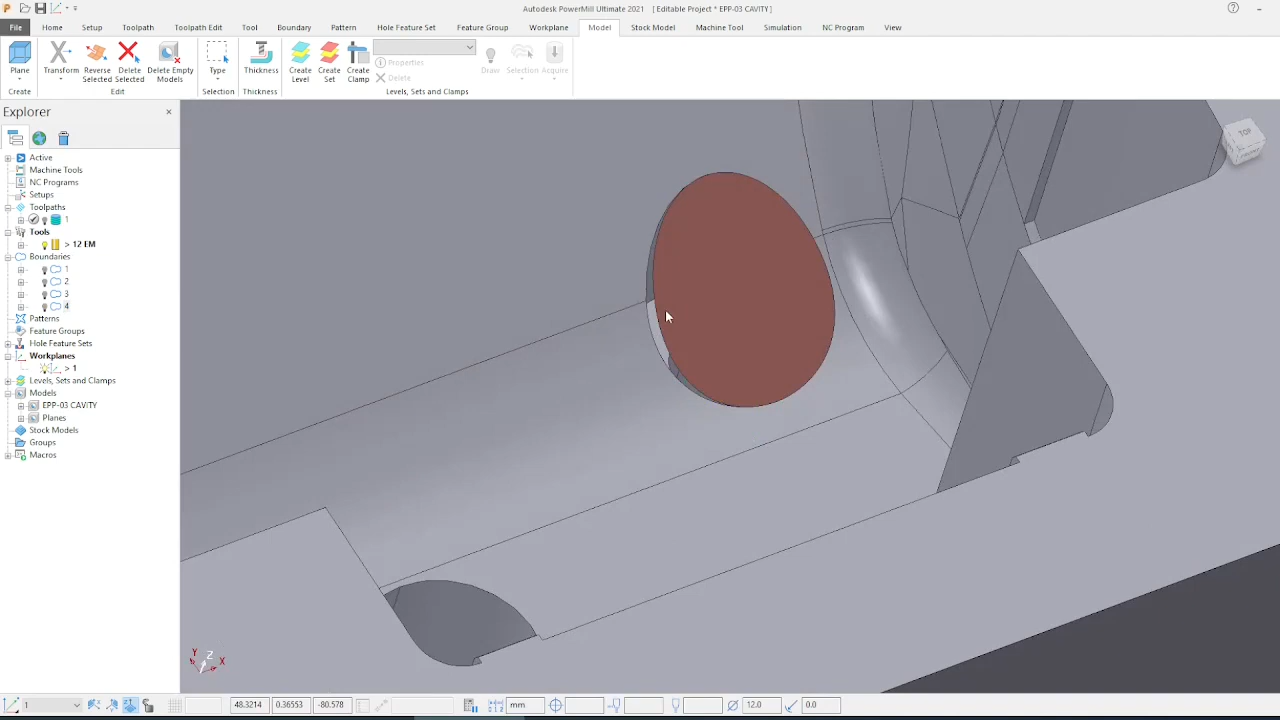 Autodesk PowerMill Ultimate 2021 [ Editable Project * EPP-03 CAVITY ]
File Home Setup Toolpath Toolpath Edit Tool Boundary Pattern Hole Feature Set Feature Group Workplane Model Stock Model Machine Tool Simulation NC Program View
Plane
Create
Transform
Reverse Selected
Delete Selected
Delete Empty Models
Edit
Type
Selection
Thickness
Thickness
Create Level
Create Set
Create Clamp
Properties
Delete
Draw
Selection
Acquire
Levels, Sets and Clamps
Explorer
Active
Machine Tools
NC Programs
Setups
Toolpaths
1
Tools
> 12 EM
Boundaries
1
2
3
4
Patterns
Feature Groups
Hole Feature Sets
Workplanes
> 1
Levels, Sets and Clamps
Models
EPP-03 CAVITY
Planes
Stock Models
Groups
Macros
TOP
Y Z X
1 48.3214 0.36553 -80.578 mm 12.0 0.0